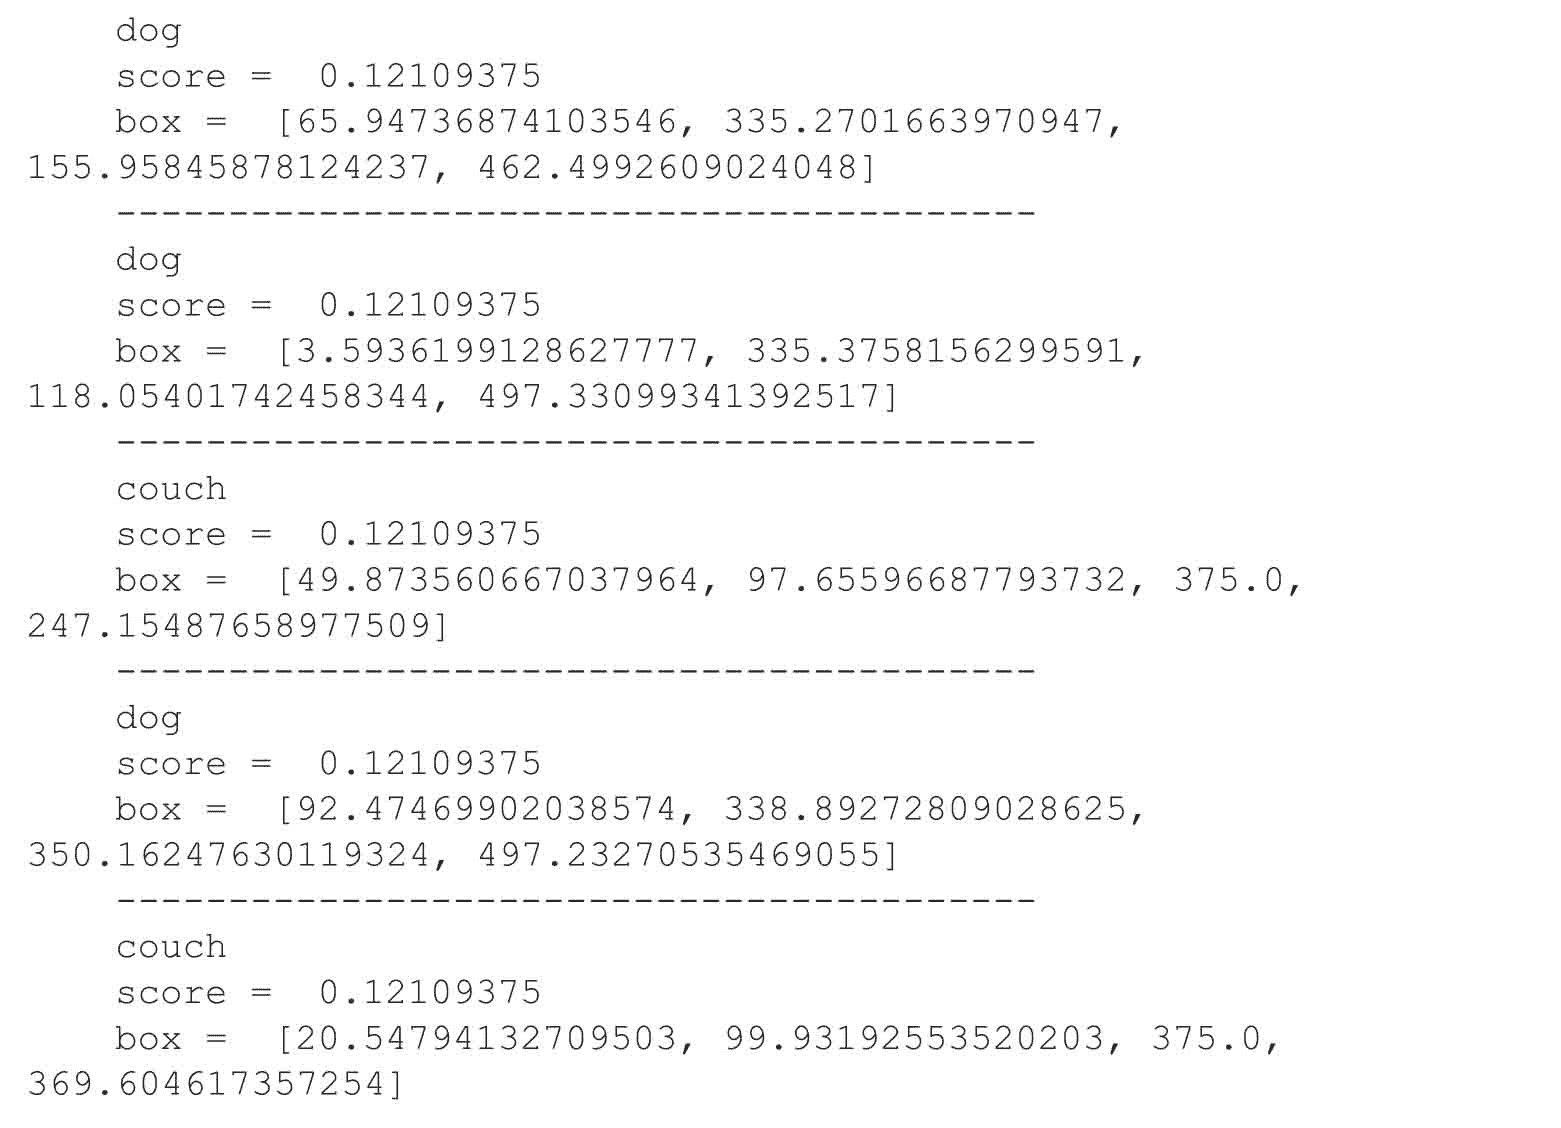 dog
score =  0.12109375
box =  [65.94736874103546, 335.2701663970947,
155.95845878124237, 462.4992609024048]
-----------------------------------------
dog
score =  0.12109375
box =  [3.5936199128627777, 335.3758156299591,
118.05401742458344, 497.33099341392517]
-----------------------------------------
couch
score =  0.12109375
box =  [49.873560667037964, 97.65596687793732, 375.0,
247.15487658977509]
-----------------------------------------
dog
score =  0.12109375
box =  [92.47469902038574, 338.89272809028625,
350.16247630119324, 497.23270535469055]
-----------------------------------------
couch
score =  0.12109375
box =  [20.54794132709503, 99.93192553520203, 375.0,
369.604617357254]